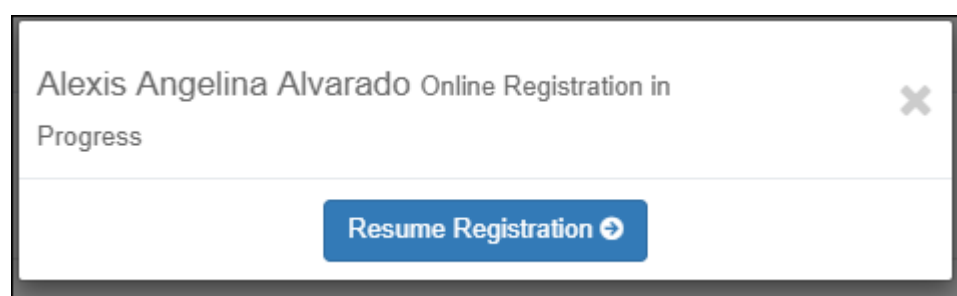 Alexis Angelina Alvarado Online Registration in
Progress
Resume Registration